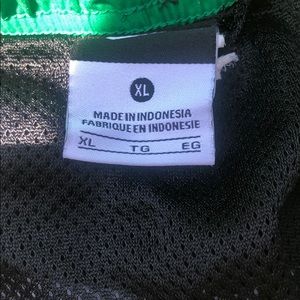 XL
MADE IN INDONESIA
FABRIQUE EN INDONESIE
XL TG EG